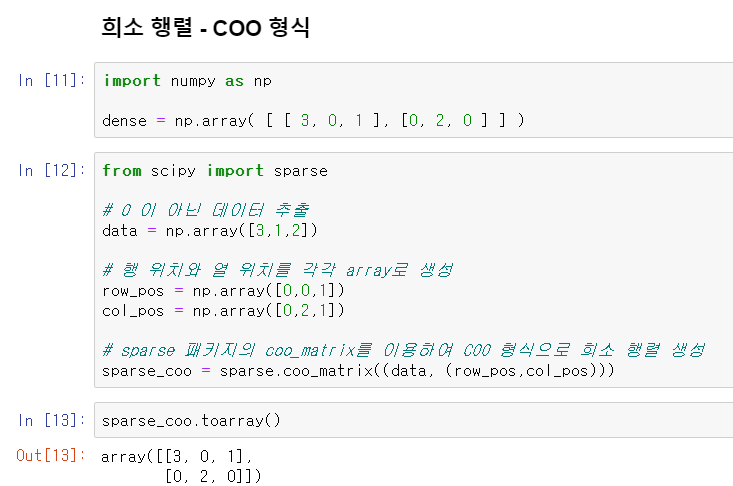 희소 행렬 - COO 형식
In [11]: import numpy as np
dense = np.array( [ [ 3, 0, 1 ], [0, 2, 0 ] ] )
In [12]: from scipy import sparse
# 0 이 아닌 데이터 추출
data = np.array([3,1,2])
# 행 위치와 열 위치를 각각 array로 생성
row_pos = np.array([0,0,1])
col_pos = np.array([0,2,1])
# sparse 패키지의 coo_matrix를 이용하여 COO 형식으로 희소 행렬 생성
sparse_coo = sparse.coo_matrix((data, (row_pos,col_pos)))
In [13]: sparse_coo.toarray()
Out[13]: array([[3, 0, 1],
[0, 2, 0]])